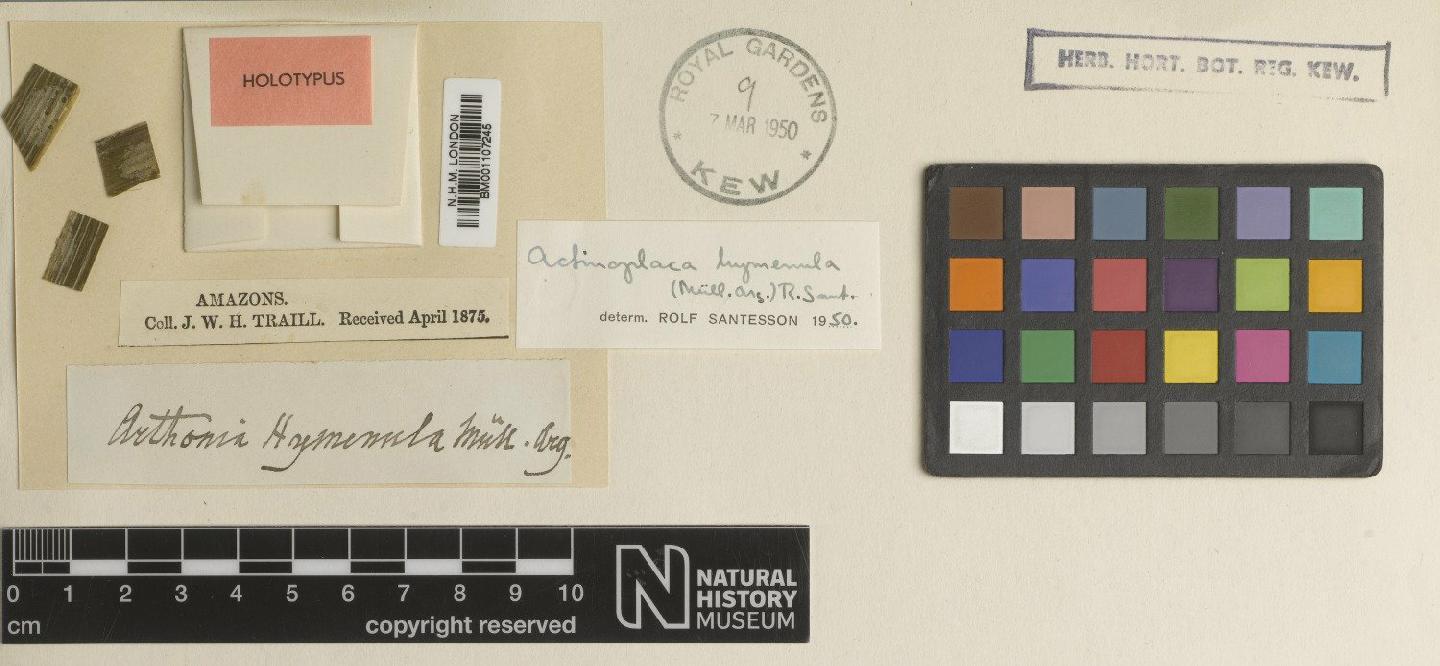 HOLOTYPUS
N.H.M. LONDON
BM001107245
ROYAL GARDENS
9
7 MAR 1950
* KEW *
HERB. HORT. BOT. REG. KEW.
Actinoplaca hymenula
(Müll. Arg.) R. Sant.
determ. ROLF SANTESSON 1950.
AMAZONS.
Coll. J. W. H. TRAILL. Received April 1875.
Arthonia Hymenula Müll. Arg.
0 1 2 3 4 5 6 7 8 9 10
cm copyright reserved
N NATURAL
HISTORY
MUSEUM